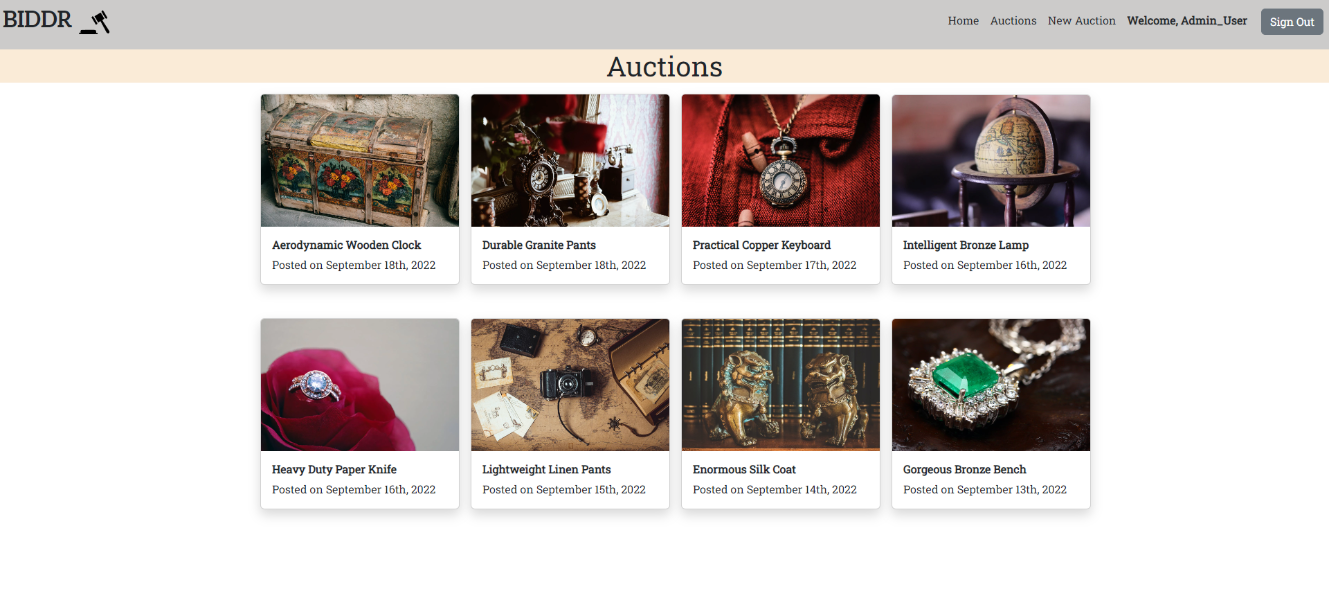 BIDDR
Home Auctions New Auction Welcome, Admin_User Sign Out
Auctions
Aerodynamic Wooden Clock
Posted on September 18th, 2022
Durable Granite Pants
Posted on September 18th, 2022
Practical Copper Keyboard
Posted on September 17th, 2022
Intelligent Bronze Lamp
Posted on September 16th, 2022
Heavy Duty Paper Knife
Posted on September 16th, 2022
Lightweight Linen Pants
Posted on September 15th, 2022
Enormous Silk Coat
Posted on September 14th, 2022
Gorgeous Bronze Bench
Posted on September 13th, 2022